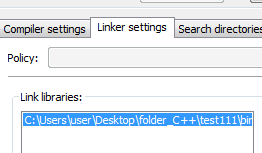 Compiler settings Linker settings Search directories
Policy:
Link libraries:
C:\Users\user\Desktop\folder_C++\test111\bin